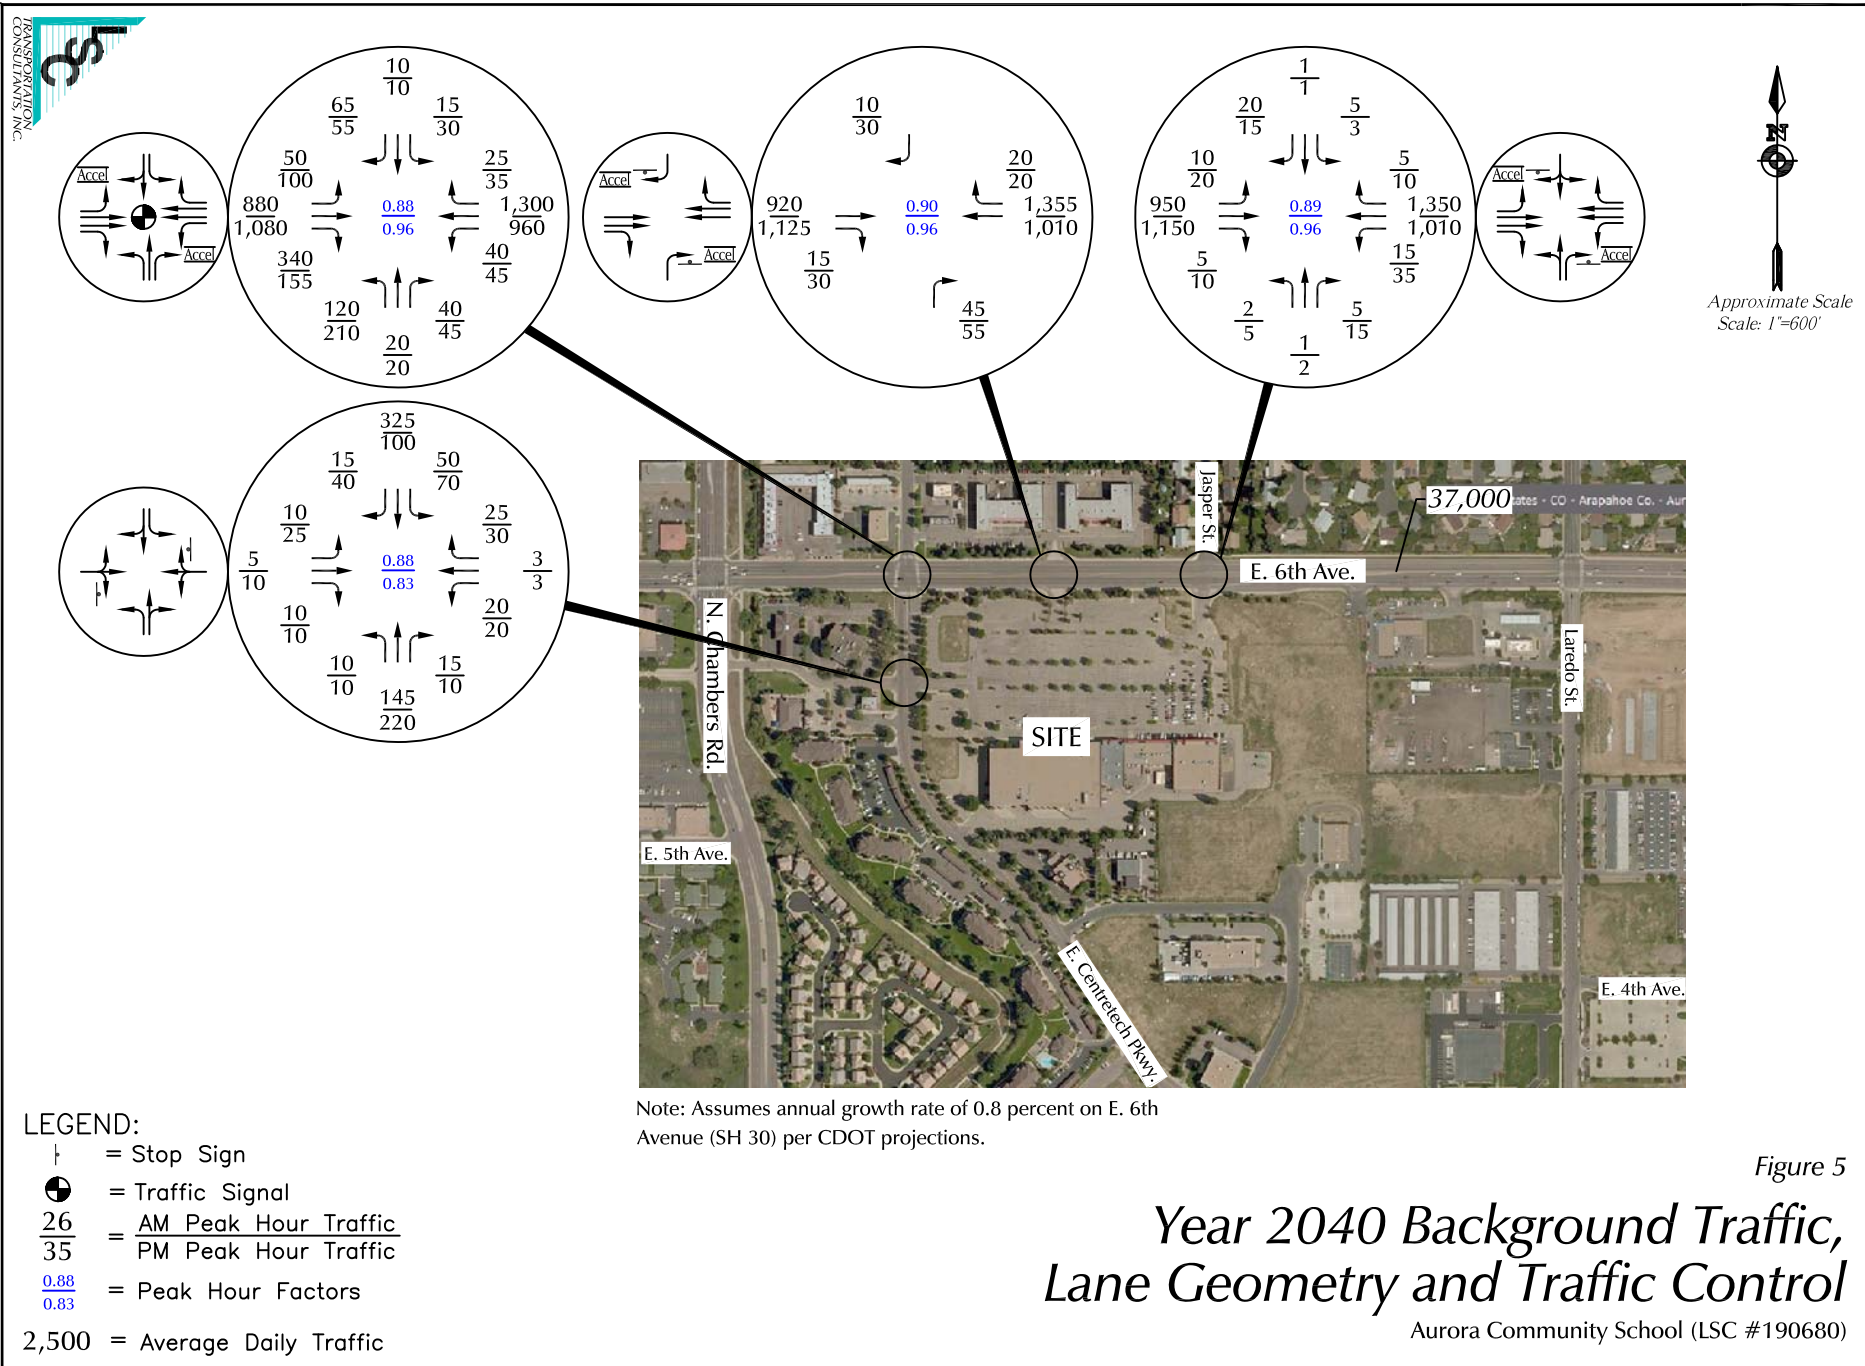 LSC
TRANSPORTATION
CONSULTANTS, INC.
10
10
65
55
15
30
50
100
25
35
880
1,080
0.88
0.96
1,300
960
340
155
40
45
120
210
40
45
20
20
Accel
Accel
10
30
20
20
920
1,125
0.90
0.96
1,355
1,010
15
30
45
55
Accel
Accel
1
1
20
15
5
3
10
20
5
10
950
1,150
0.89
0.96
1,350
1,010
5
10
15
35
2
5
5
15
1
2
Accel
Accel
N
Approximate Scale
Scale: 1"=600'
325
100
15
40
50
70
10
25
25
30
5
10
0.88
0.83
3
3
10
10
20
20
10
10
15
10
145
220
Jasper St.
37,000
tates - CO - Arapahoe Co. - Aur
E. 6th Ave.
N. Chambers Rd.
Laredo St.
SITE
E. 5th Ave.
E. Centretech Pkwy.
E. 4th Ave.
Note: Assumes annual growth rate of 0.8 percent on E. 6th
Avenue (SH 30) per CDOT projections.
LEGEND:
= Stop Sign
= Traffic Signal
26
35
= AM Peak Hour Traffic
PM Peak Hour Traffic
0.88
0.83
= Peak Hour Factors
2,500 = Average Daily Traffic
Figure 5
Year 2040 Background Traffic,
Lane Geometry and Traffic Control
Aurora Community School (LSC #190680)